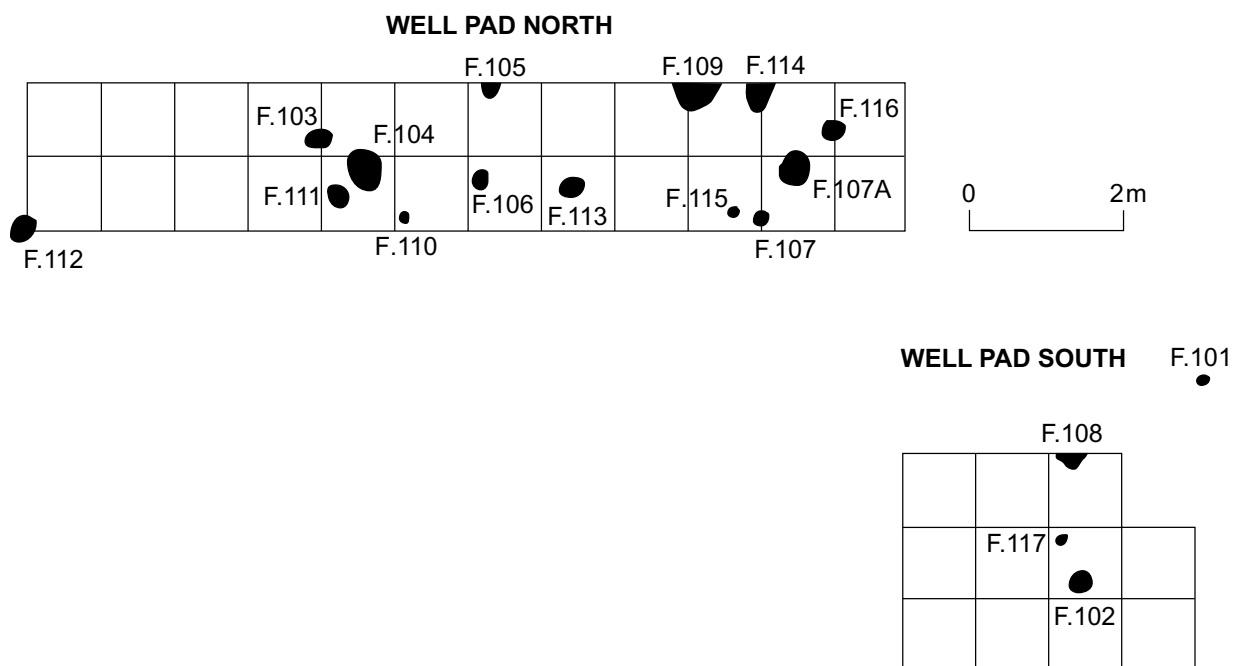 WELL PAD NORTH
F.105
F.109
F.114
F.103
F.104
F.116
F.111
F.106
F.113
F.115
F.107A
F.110
F.107
F.112
0 2m
WELL PAD SOUTH
F.101
F.108
F.117
F.102